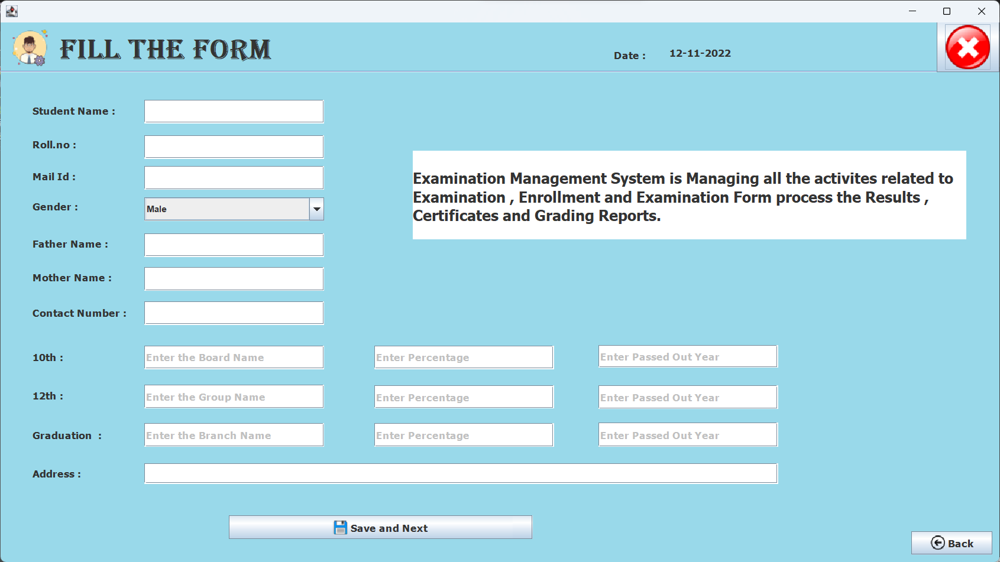 FILL THE FORM
Date :
12-11-2022
Student Name :
Roll.no :
Mail Id :
Gender :
Male
Father Name :
Mother Name :
Contact Number :
Examination Management System is Managing all the activites related to
Examination , Enrollment and Examination Form process the Results ,
Certificates and Grading Reports.
10th :
Enter the Board Name
Enter Percentage
Enter Passed Out Year
12th :
Enter the Group Name
Enter Percentage
Enter Passed Out Year
Graduation :
Enter the Branch Name
Enter Percentage
Enter Passed Out Year
Address :
Save and Next
Back